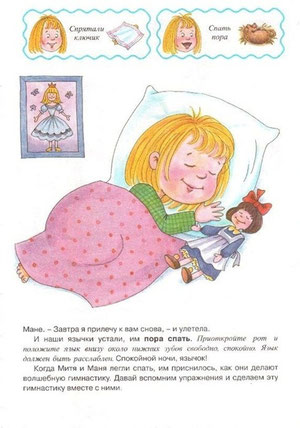 Спрятали
ключик
Спать
пора
Мане. – Завтра я прилечу к вам снова, – и улетела.
И наши язычки устали, им пора спать. Приоткройте рот и
положите язык внизу около нижних зубов свободно, спокойно. Язык
должен быть расслаблен. Спокойной ночи, язычок!
Когда Митя и Маня легли спать, им приснилось, как они делают
волшебную гимнастику. Давай вспомним упражнения и сделаем эту
гимнастику вместе с ними.